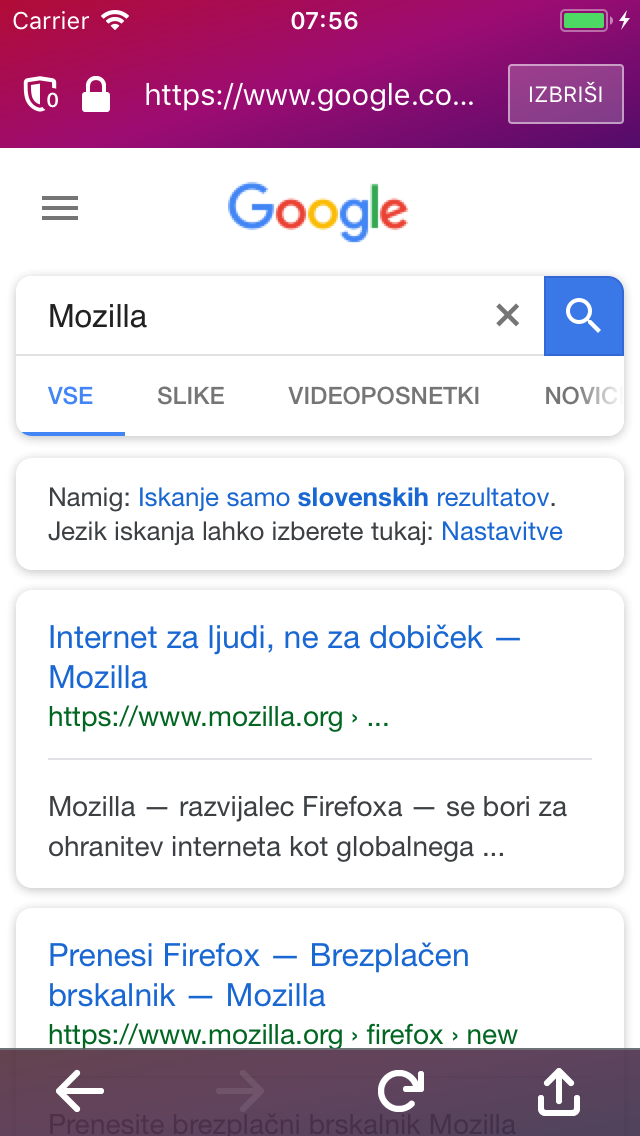 Carrier 07:56
0 https://www.google.co... IZBRIŠI
Google
Mozilla
VSE SLIKE VIDEOPOSNETKI NOVIC
Namig: Iskanje samo slovenskih rezultatov.
Jezik iskanja lahko izberete tukaj: Nastavitve
Internet za ljudi, ne za dobiček —
Mozilla
https://www.mozilla.org › ...
Mozilla — razvijalec Firefoxa — se bori za
ohranitev interneta kot globalnega ...
Prenesi Firefox — Brezplačen
brskalnik — Mozilla
https://www.mozilla.org › firefox › new
Prenesite brezplačni brskalnik Mozilla